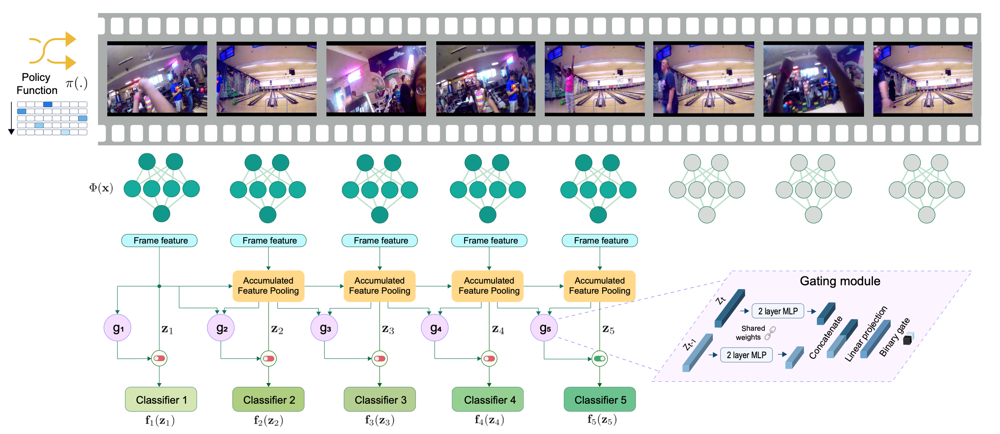 Policy
Function π(.)
Φ(x)
Frame feature Frame feature Frame feature Frame feature Frame feature
Accumulated
Feature Pooling
Accumulated
Feature Pooling
Accumulated
Feature Pooling
Accumulated
Feature Pooling
g₁ z₁ g₂ z₂ g₃ z₃ g₄ z₄ g₅ z₅
Classifier 1 Classifier 2 Classifier 3 Classifier 4 Classifier 5
f₁(z₁) f₂(z₂) f₃(z₃) f₄(z₄) f₅(z₅)
Gating module
Zt
2 layer MLP
Shared
weights
Zt-1
2 layer MLP
Concatenate
Linear projection
Binary gate